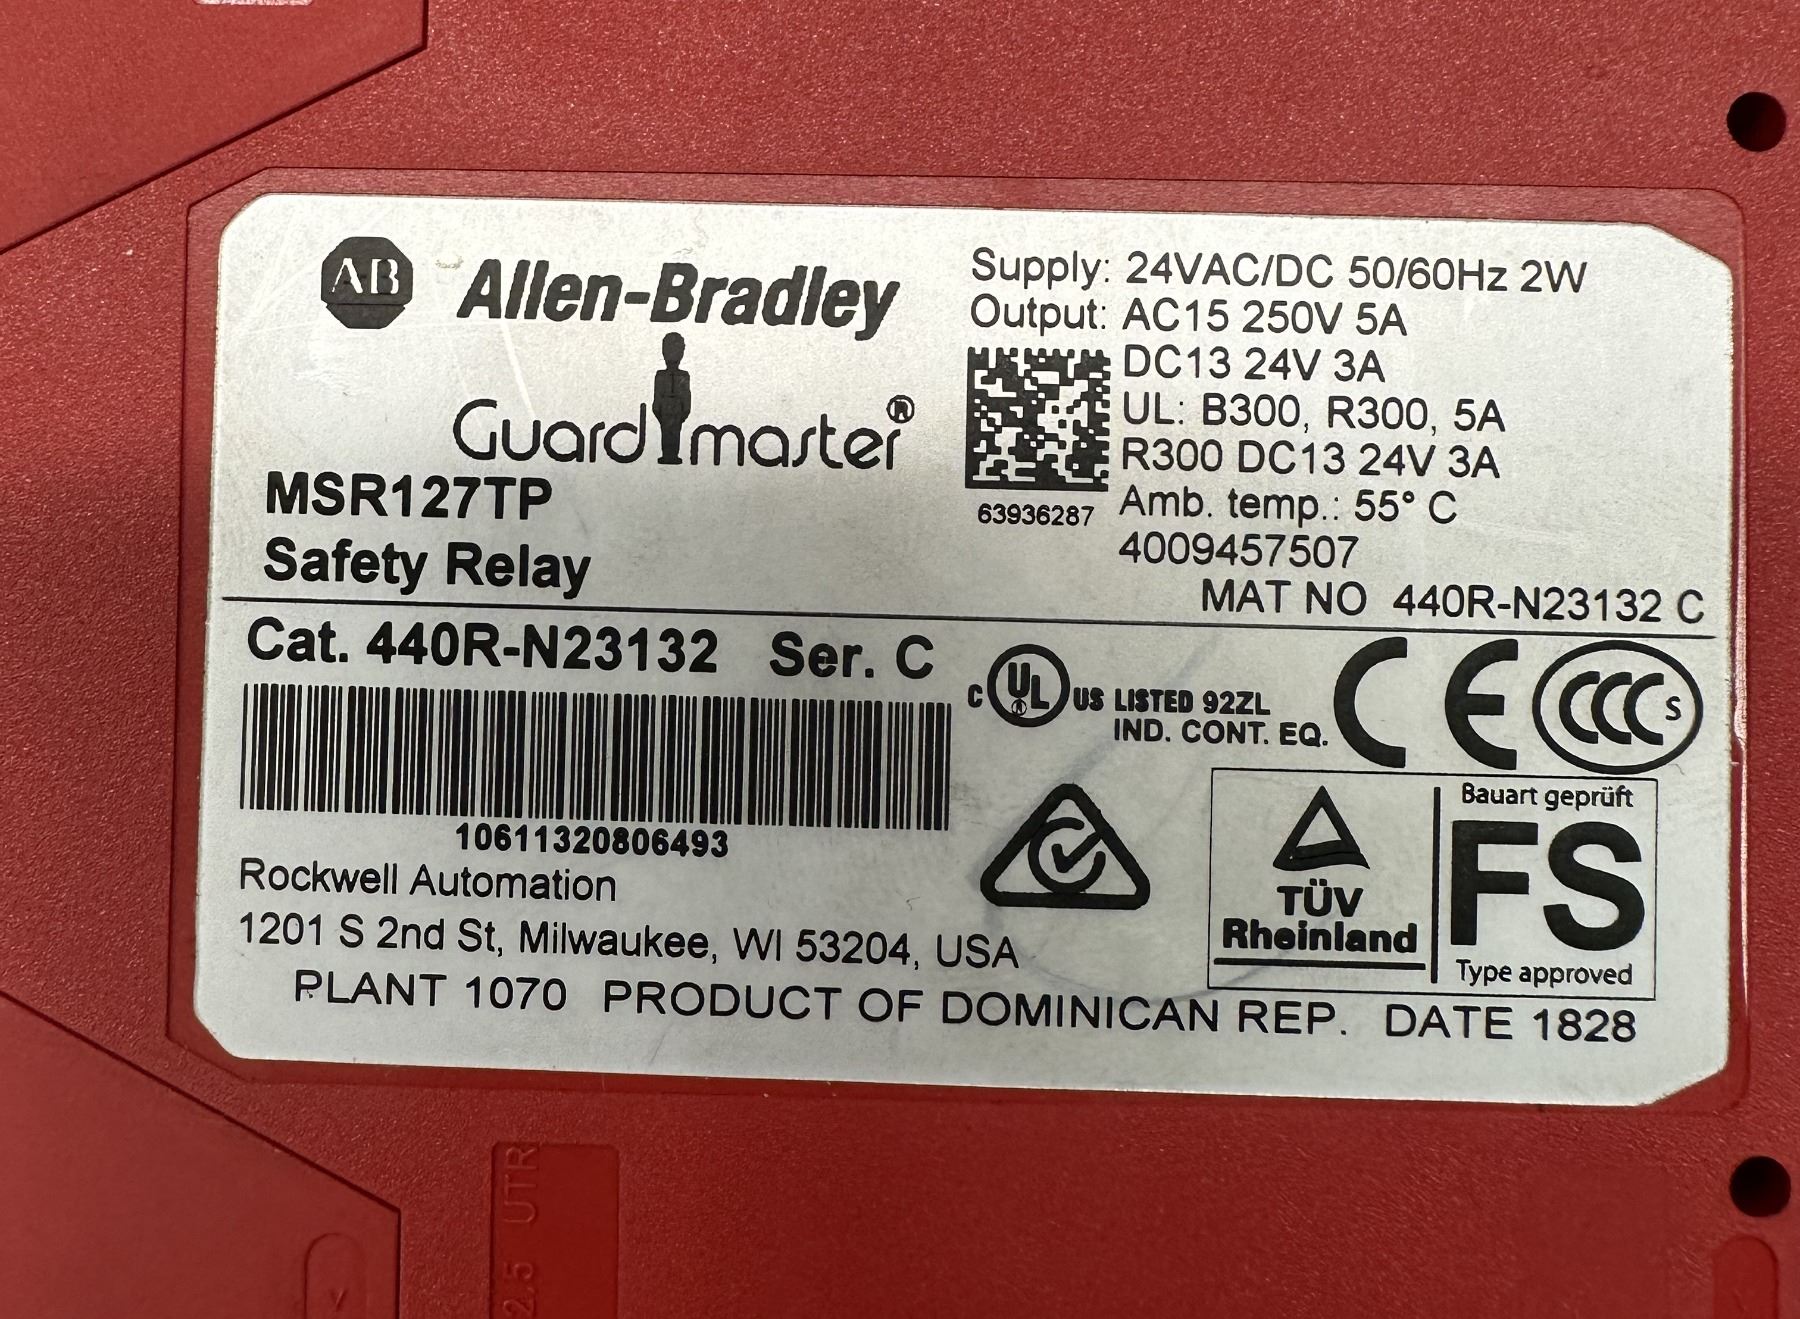 AB Allen-Bradley
Guardmaster®
MSR127TP
Safety Relay
Supply: 24VAC/DC 50/60Hz 2W
Output: AC15 250V 5A
DC13 24V 3A
UL: B300, R300, 5A
R300 DC13 24V 3A
Amb. temp.: 55° C
63936287
4009457507
MAT NO 440R-N23132 C
Cat. 440R-N23132 Ser. C
10611320806493
Rockwell Automation
1201 S 2nd St, Milwaukee, WI 53204, USA
PLANT 1070 PRODUCT OF DOMINICAN REP. DATE 1828
C UL® US LISTED 92ZL
IND. CONT. EQ.
CE
CCC S
TÜV
Rheinland
Bauart geprüft
FS
Type approved
2.5 UTR